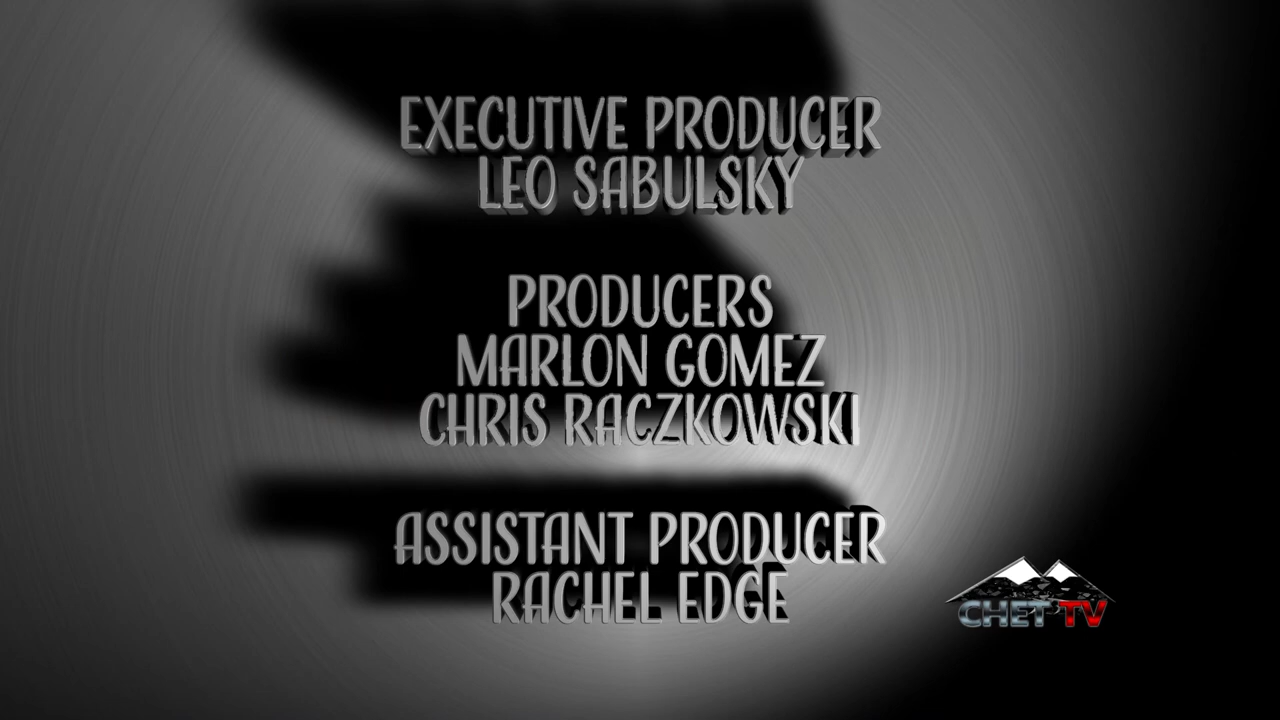 EXECUTIVE PRODUCER
LEO SABULSKY
PRODUCERS
MARLON GOMEZ
CHRIS RACZKOWSKI
ASSISTANT PRODUCER
RACHEL EDGE
CHET TV